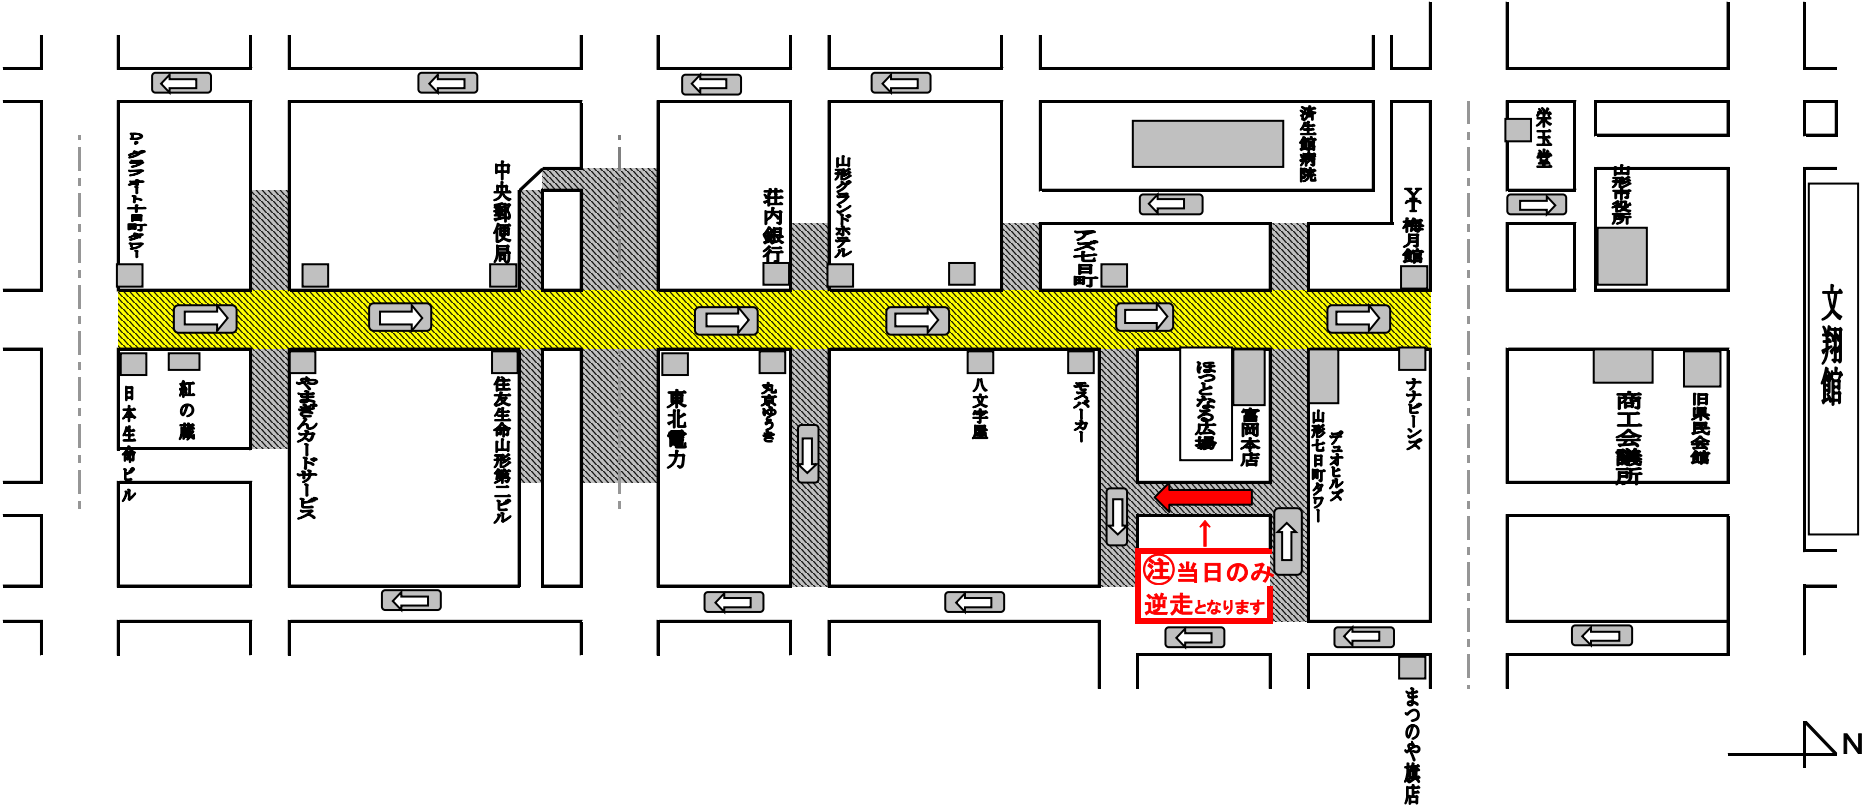 D・グラフォート十日町タワー
中央郵便局
荘内銀行
山形グランドホテル
済生館病院
アズ七日町
梅月館
栄玉堂
山形市役所
文翔館
日本生命ビル
紅の蔵
やまぎんカードサービス
住友生命山形第二ビル
東北電力
丸京ゆうき
八文字屋
モスバーカー
ほっとなる広場
富岡本店
デュオヒルズ
山形七日町タワー
ナナビーンズ
商工会議所
旧県民会館
注当日のみ
逆走となります
まつのや旗店
N